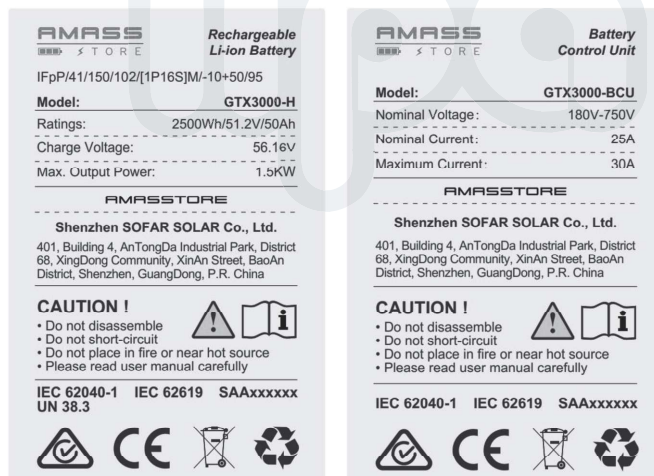 AMASS
STORE
Rechargeable
Li-ion Battery
IFpP/41/150/102/[1P16S]M/-10+50/95
Model: GTX3000-H
Ratings: 2500Wh/51.2V/50Ah
Charge Voltage: 56.16V
Max. Output Power: 1.5KW
AMASSTORE
Shenzhen SOFAR SOLAR Co., Ltd.
401, Building 4, AnTongDa Industrial Park, District
68, XingDong Community, XinAn Street, BaoAn
District, Shenzhen, GuangDong, P.R. China
CAUTION !
• Do not disassemble
• Do not short-circuit
• Do not place in fire or near hot source
• Please read user manual carefully
IEC 62040-1 IEC 62619 SAAxxxxxx
UN 38.3
CE
AMASS
STORE
Battery
Control Unit
Model: GTX3000-BCU
Nominal Voltage: 180V-750V
Nominal Current: 25A
Maximum Current: 30A
AMASSTORE
Shenzhen SOFAR SOLAR Co., Ltd.
401, Building 4, AnTongDa Industrial Park, District
68, XingDong Community, XinAn Street, BaoAn
District, Shenzhen, GuangDong, P.R. China
CAUTION !
• Do not disassemble
• Do not short-circuit
• Do not place in fire or near hot source
• Please read user manual carefully
IEC 62040-1 IEC 62619 SAAxxxxxx
CE